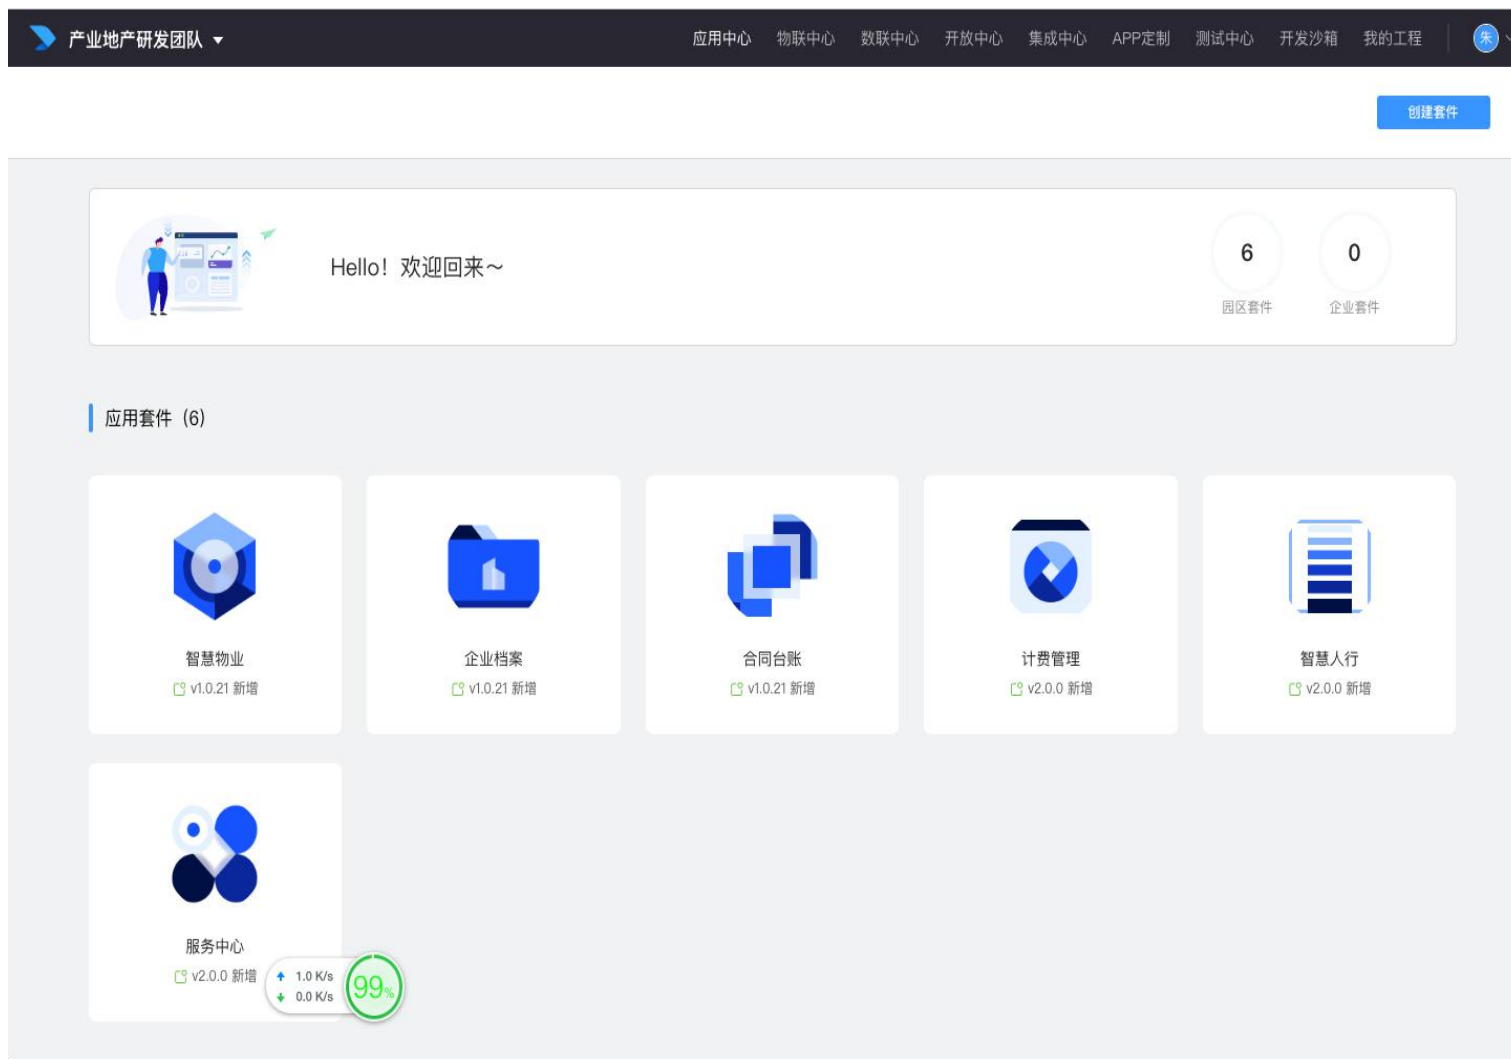 产业地产研发团队
应用中心 物联中心 数联中心 开放中心 集成中心 APP定制 测试中心 开发沙箱 我的工程 朱
创建套件
Hello！欢迎回来～
6 0
园区套件 企业套件
应用套件（6）
智慧物业 企业档案 合同台账 计费管理 智慧人行
v1.0.21 新增 v1.0.21 新增 v1.0.21 新增 v2.0.0 新增 v2.0.0 新增
服务中心
v2.0.0 新增
1.0 K/s
0.0 K/s
99%